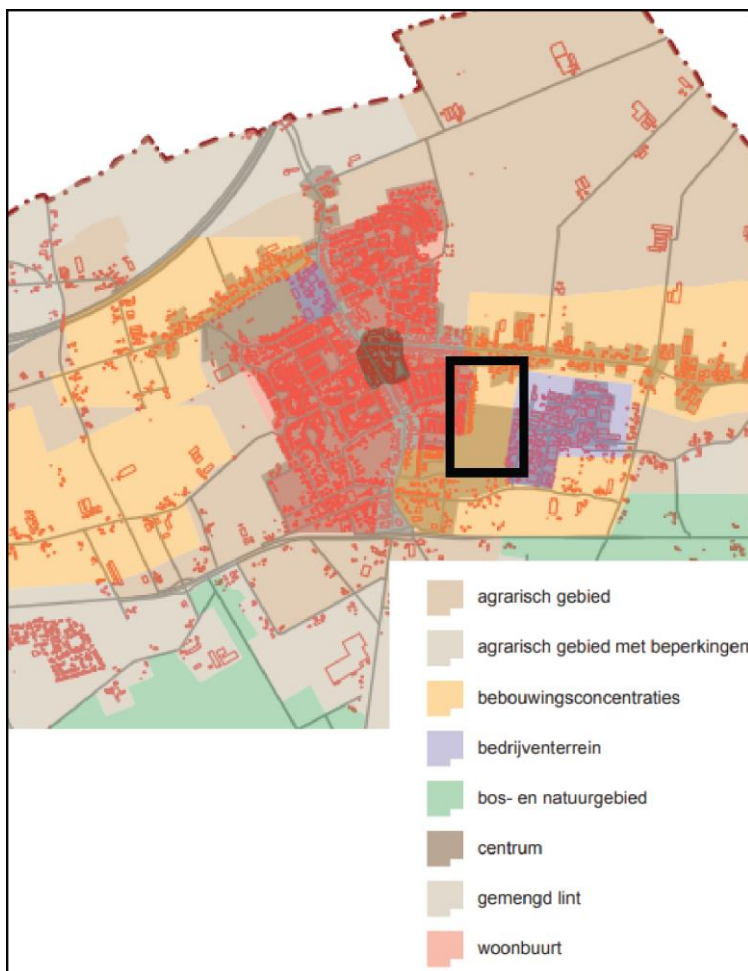 agrarisch gebied
agrarisch gebied met beperkingen
bebouwingsconcentraties
bedrijventerrein
bos- en natuurgebied
centrum
gemengd lint
woonbuurt